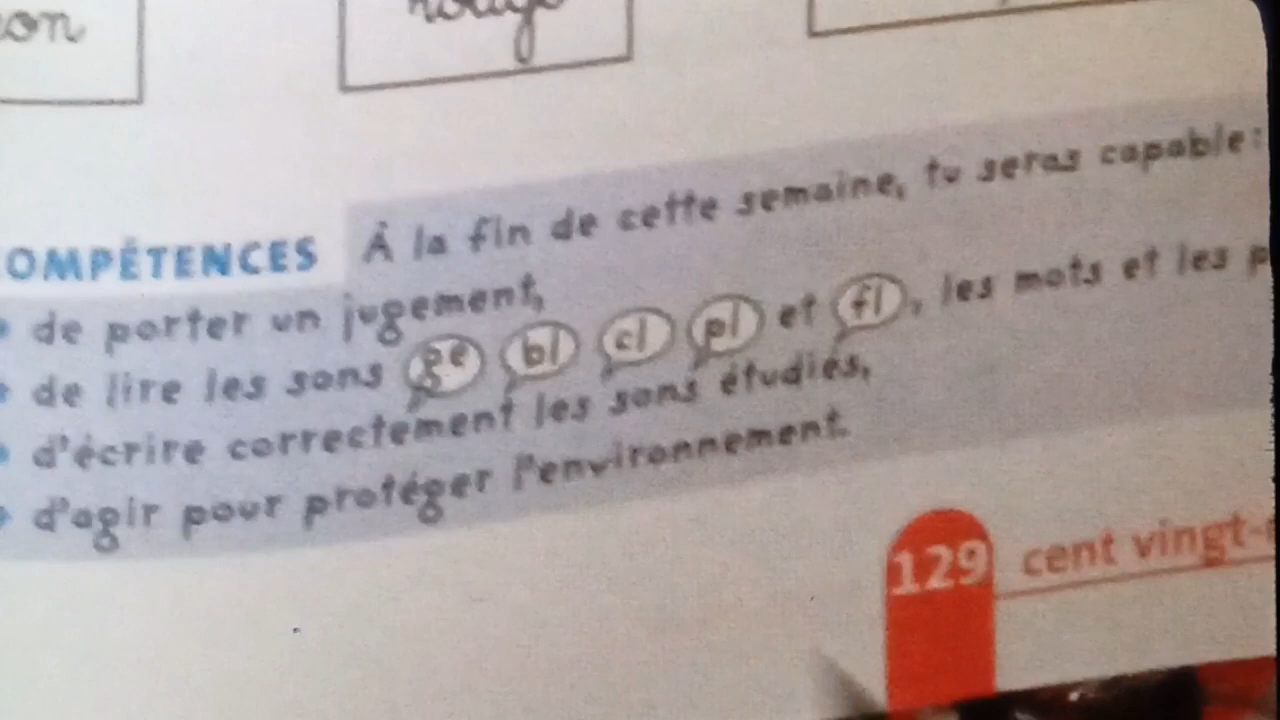 on
rouge
OMPÉTENCES À la fin de cette semaine, tu seras capable:
de porter un jugement,
de lire les sons ge bl cl pl et fl, les mots et les p
d'écrire correctement les sons étudiés,
d'agir pour protéger l'environnement.
129 cent vingt-